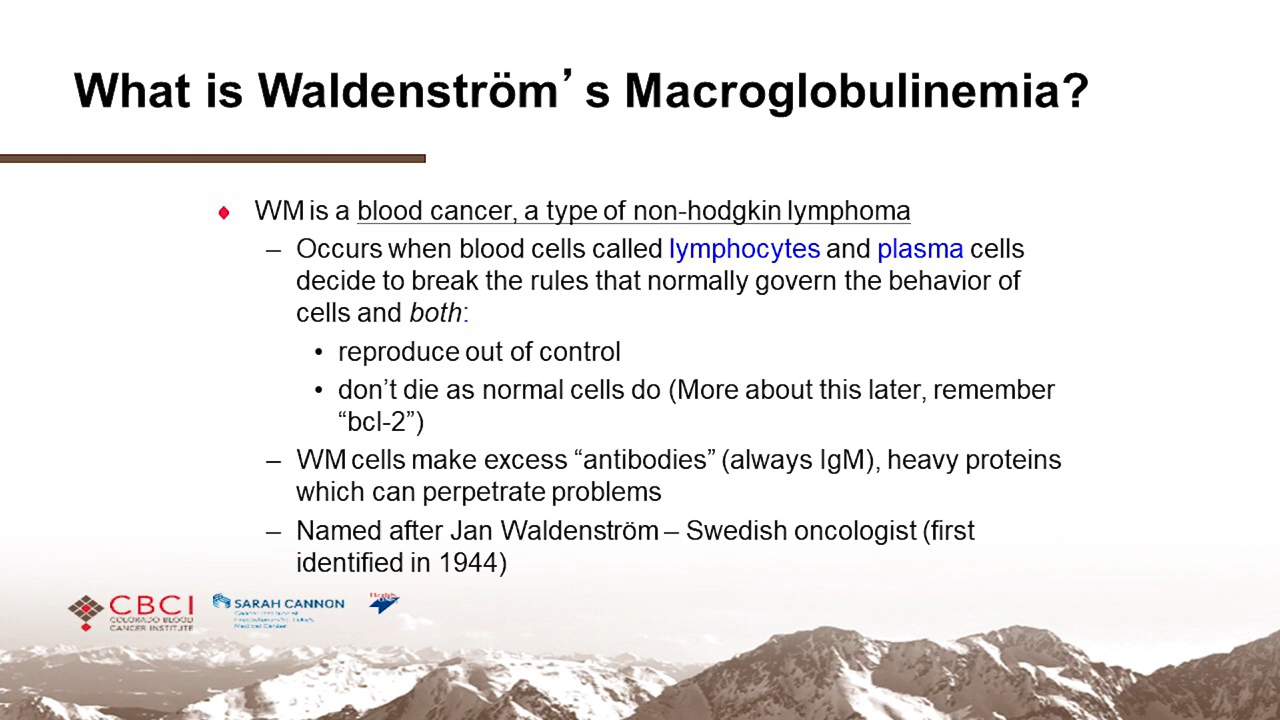 What is Waldenström’ s Macroglobulinemia?
♦ WM is a blood cancer, a type of non-hodgkin lymphoma
– Occurs when blood cells called lymphocytes and plasma cells
decide to break the rules that normally govern the behavior of
cells and both:
• reproduce out of control
• don’t die as normal cells do (More about this later, remember
“bcl-2”)
– WM cells make excess “antibodies” (always IgM), heavy proteins
which can perpetrate problems
– Named after Jan Waldenström – Swedish oncologist (first
identified in 1944)
CBCI
COLORADO BLOOD
CANCER INSTITUTE
SARAH CANNON
Medical Center